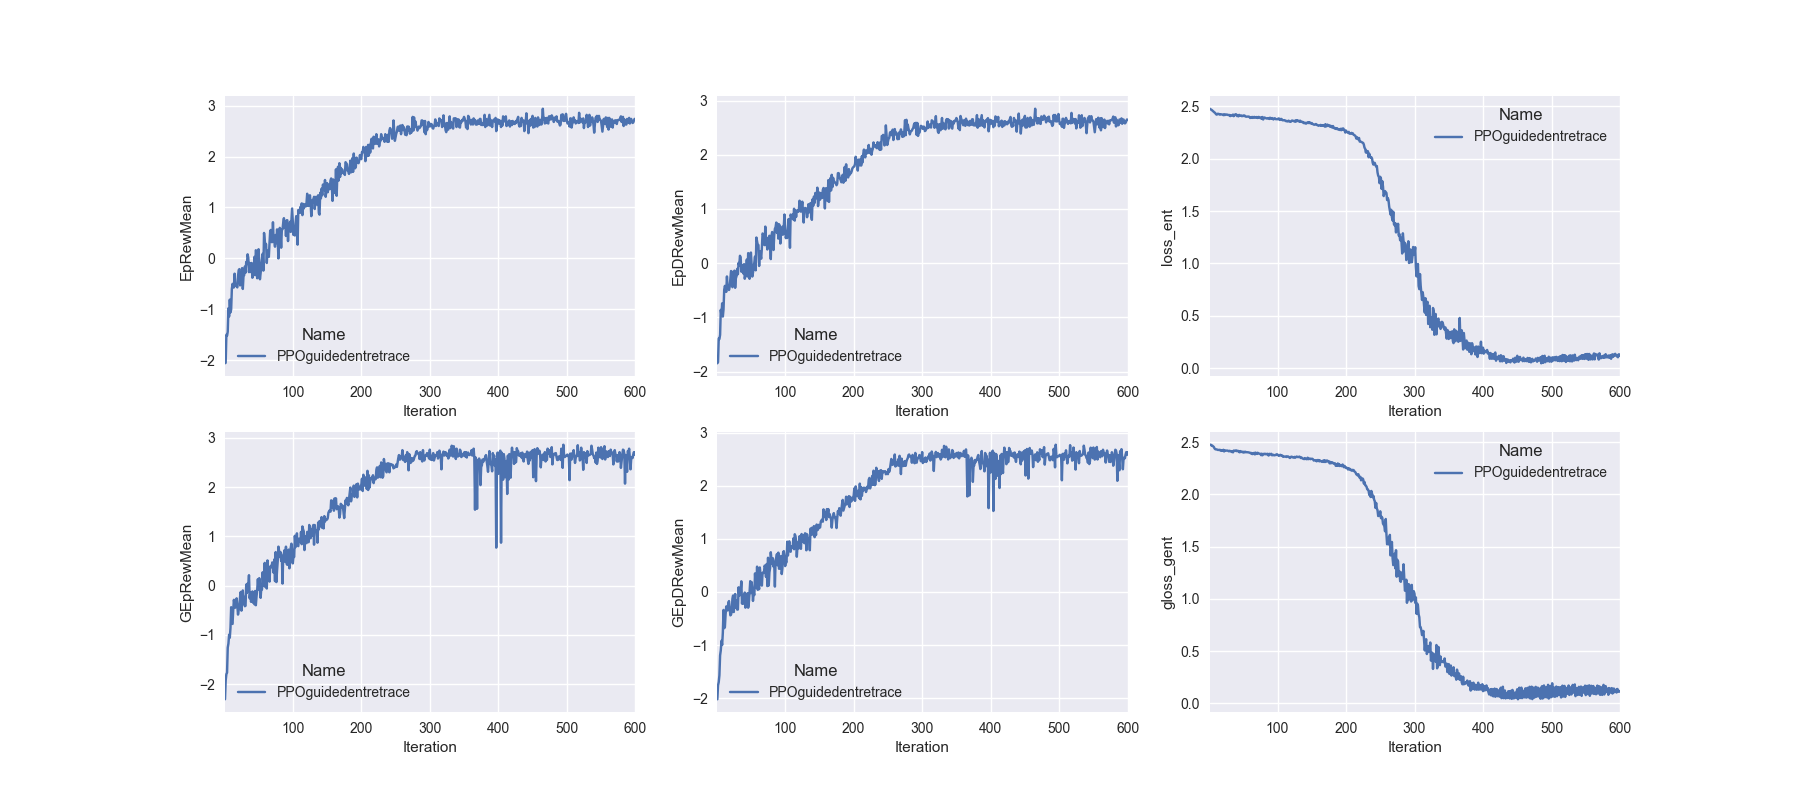 3
2
1
0
−1
−2
EpRewMean
Name
PPOguidedentretrace
100 200 300 400 500 600
Iteration
3
2
1
0
−1
−2
EpDRewMean
Name
PPOguidedentretrace
100 200 300 400 500 600
Iteration
2.5
2.0
1.5
1.0
0.5
0.0
loss_ent
Name
PPOguidedentretrace
100 200 300 400 500 600
Iteration
3
2
1
0
−1
−2
GEpRewMean
Name
PPOguidedentretrace
100 200 300 400 500 600
Iteration
3
2
1
0
−1
−2
GEpDRewMean
Name
PPOguidedentretrace
100 200 300 400 500 600
Iteration
2.5
2.0
1.5
1.0
0.5
0.0
gloss_gent
Name
PPOguidedentretrace
100 200 300 400 500 600
Iteration